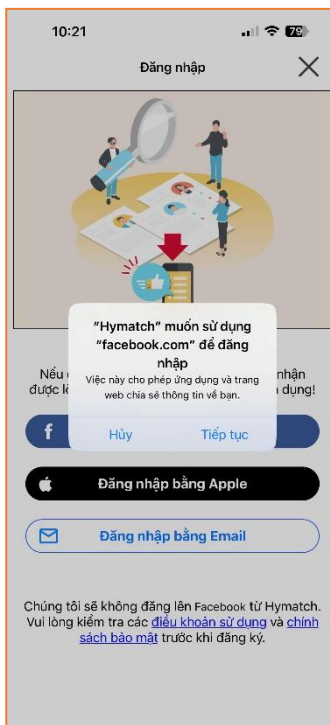 10:21
79
Đăng nhập
"Hymatch" muốn sử dụng
"facebook.com" để đăng
nhập
Việc này cho phép ứng dụng và trang
web chia sẻ thông tin về bạn.
Hủy
Tiếp tục
Nếu
nhận
được
dụng!
Đăng nhập bằng Apple
Đăng nhập bằng Email
Chúng tôi sẽ không đăng lên Facebook từ Hymatch.
Vui lòng kiểm tra các điều khoản sử dụng và chính
sách bảo mật trước khi đăng ký.